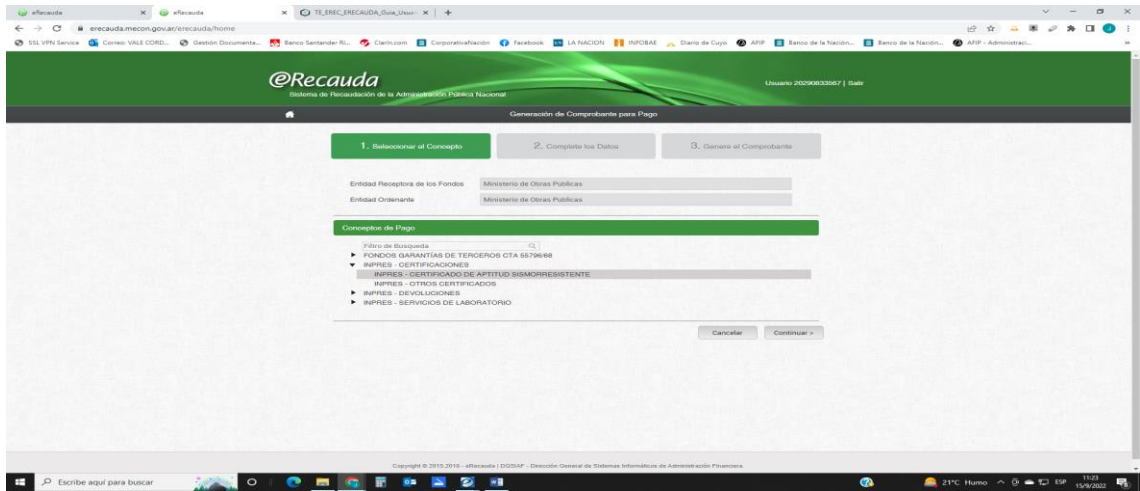 eRecauda
eRecauda
TE_EREC_ERECAUDA_Guia_Usuar
erecauda.mecon.gov.ar/erecauda/home
SSL VPN Service
Correo: VALE CORD...
Gestión Documenta...
Banco Santander Ri...
Clarín.com
CorporativaNación
Facebook
LA NACION
INFOBAE
Diario de Cuyo
AFIP
Banco de la Nación...
Banco de la Nación...
AFIP - Administraci...
@Recauda
Sistema de Recaudación de la Administración Pública Nacional
Usuario 20290833567 | Salir
Generación de Comprobante para Pago
1. Seleccionar el Concepto
2. Complete los Datos
3. Genere el Comprobante
Entidad Receptora de los Fondos
Ministerio de Obras Públicas
Entidad Ordenante
Ministerio de Obras Públicas
Conceptos de Pago
Filtro de Busqueda
FONDOS GARANTÍAS DE TERCEROS CTA 55796/68
INPRES - CERTIFICACIONES
INPRES - CERTIFICADO DE APTITUD SISMORRESISTENTE
INPRES - OTROS CERTIFICADOS
INPRES - DEVOLUCIONES
INPRES - SERVICIOS DE LABORATORIO
Cancelar
Continuar >
Copyright © 2015,2016 - eRecauda | DGSIAF - Dirección General de Sistemas Informáticos de Administración Financiera
Escribe aquí para buscar
21°C Humo
ESP
11:23
15/9/2022